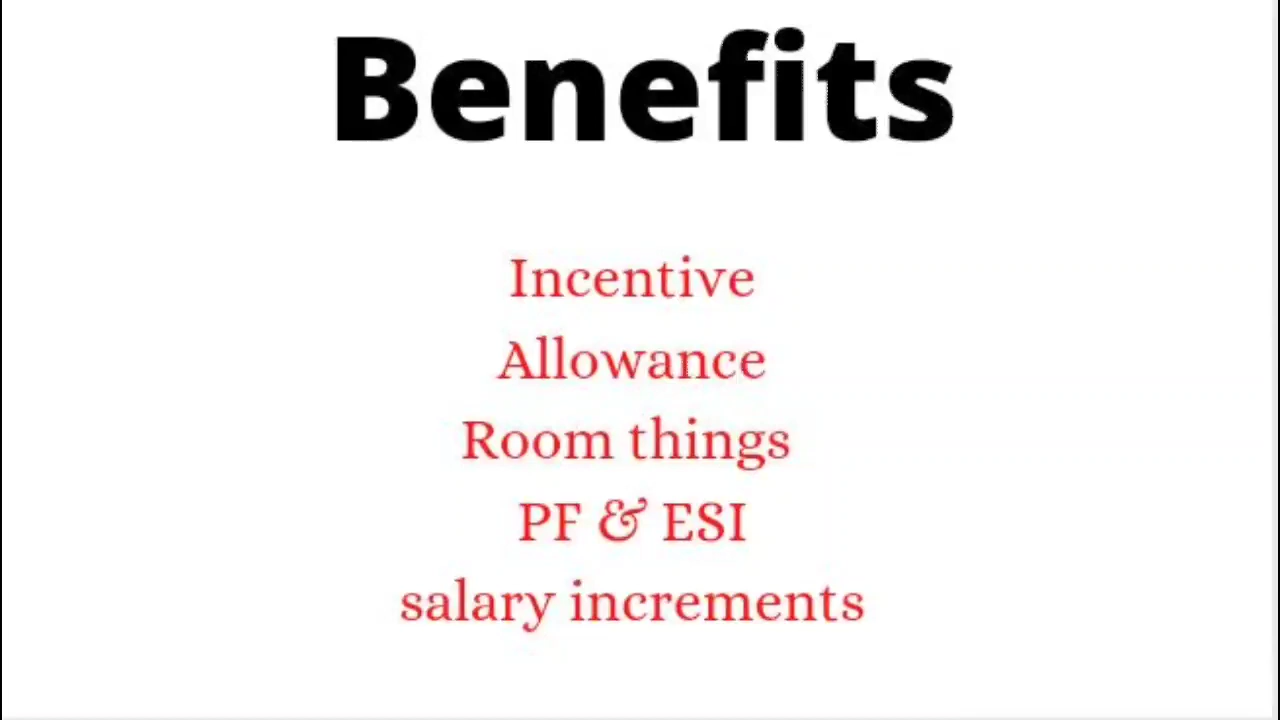 Benefits
Incentive
Allowance
Room things
PF & ESI
salary increments